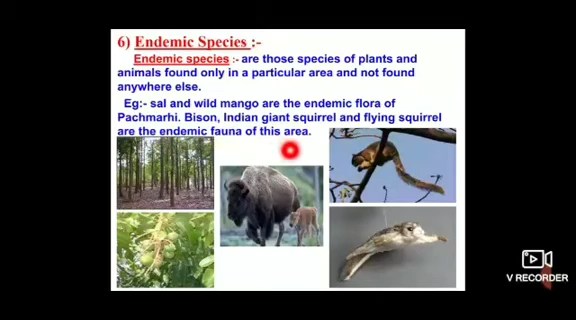 6) Endemic Species :-
Endemic species :- are those species of plants and
animals found only in a particular area and not found
anywhere else.
Eg:- sal and wild mango are the endemic flora of
Pachmarhi. Bison, Indian giant squirrel and flying squirrel
are the endemic fauna of this area.
V RECORDER